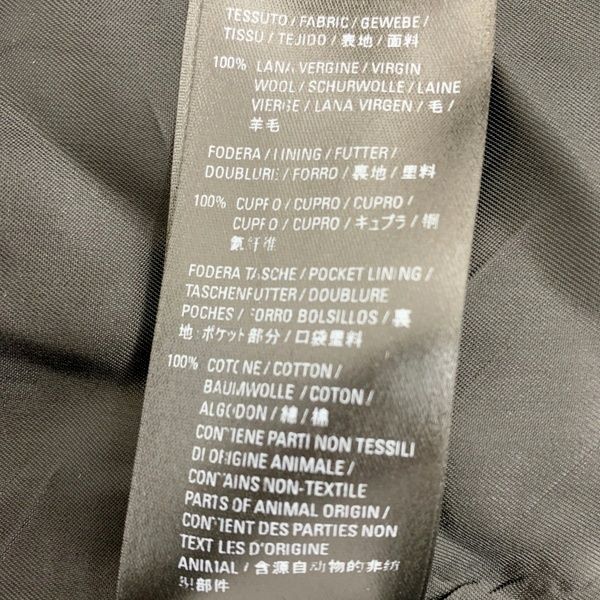 TESSUTO / FABRIC / GEWEBE /
TISSU / TEJIDO / 表地 / 面料
100% LANA VERGINE / VIRGIN
WOOL / SCHURWOLLE / LAINE
VIERGE / LANA VIRGEN / 毛 /
羊毛
FODERA / LINING / FUTTER /
DOUBLURE / FORRO / 裏地 / 里料
100% CUPRO / CUPRO / CUPRO /
CUPRO / CUPRO / キュプラ / 铜
氨纤维
FODERA TASCHE / POCKET LINING /
TASCHENFUTTER / DOUBLURE
POCHES / FORRO BOLSILLOS / 裏
地:ポケット部分 / 口袋里料
100% COTONE / COTTON /
BAUMWOLLE / COTON /
ALGODON / 綿 / 棉
CONTIENE PARTI NON TESSILI
DI ORIGINE ANIMALE /
CONTAINS NON-TEXTILE
PARTS OF ANIMAL ORIGIN /
CONTIENT DES PARTIES NON
TEXTILES D'ORIGINE
ANIMALE / 含源自动物的非纺
织部件